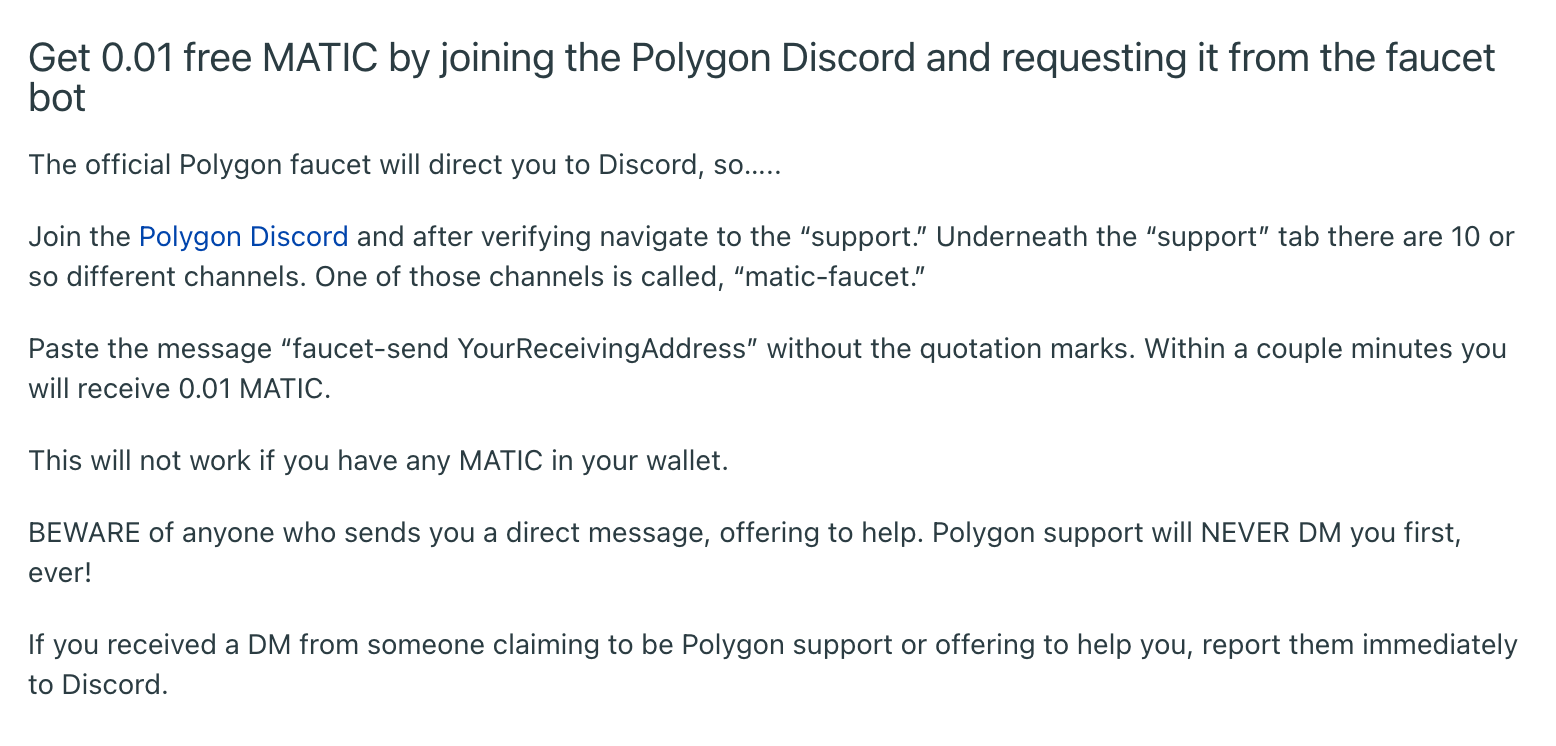 Get 0.01 free MATIC by joining the Polygon Discord and requesting it from the faucet
bot
The official Polygon faucet will direct you to Discord, so…..
Join the Polygon Discord and after verifying navigate to the “support.” Underneath the “support” tab there are 10 or
so different channels. One of those channels is called, “matic-faucet.”
Paste the message “faucet-send YourReceivingAddress” without the quotation marks. Within a couple minutes you
will receive 0.01 MATIC.
This will not work if you have any MATIC in your wallet.
BEWARE of anyone who sends you a direct message, offering to help. Polygon support will NEVER DM you first,
ever!
If you received a DM from someone claiming to be Polygon support or offering to help you, report them immediately
to Discord.